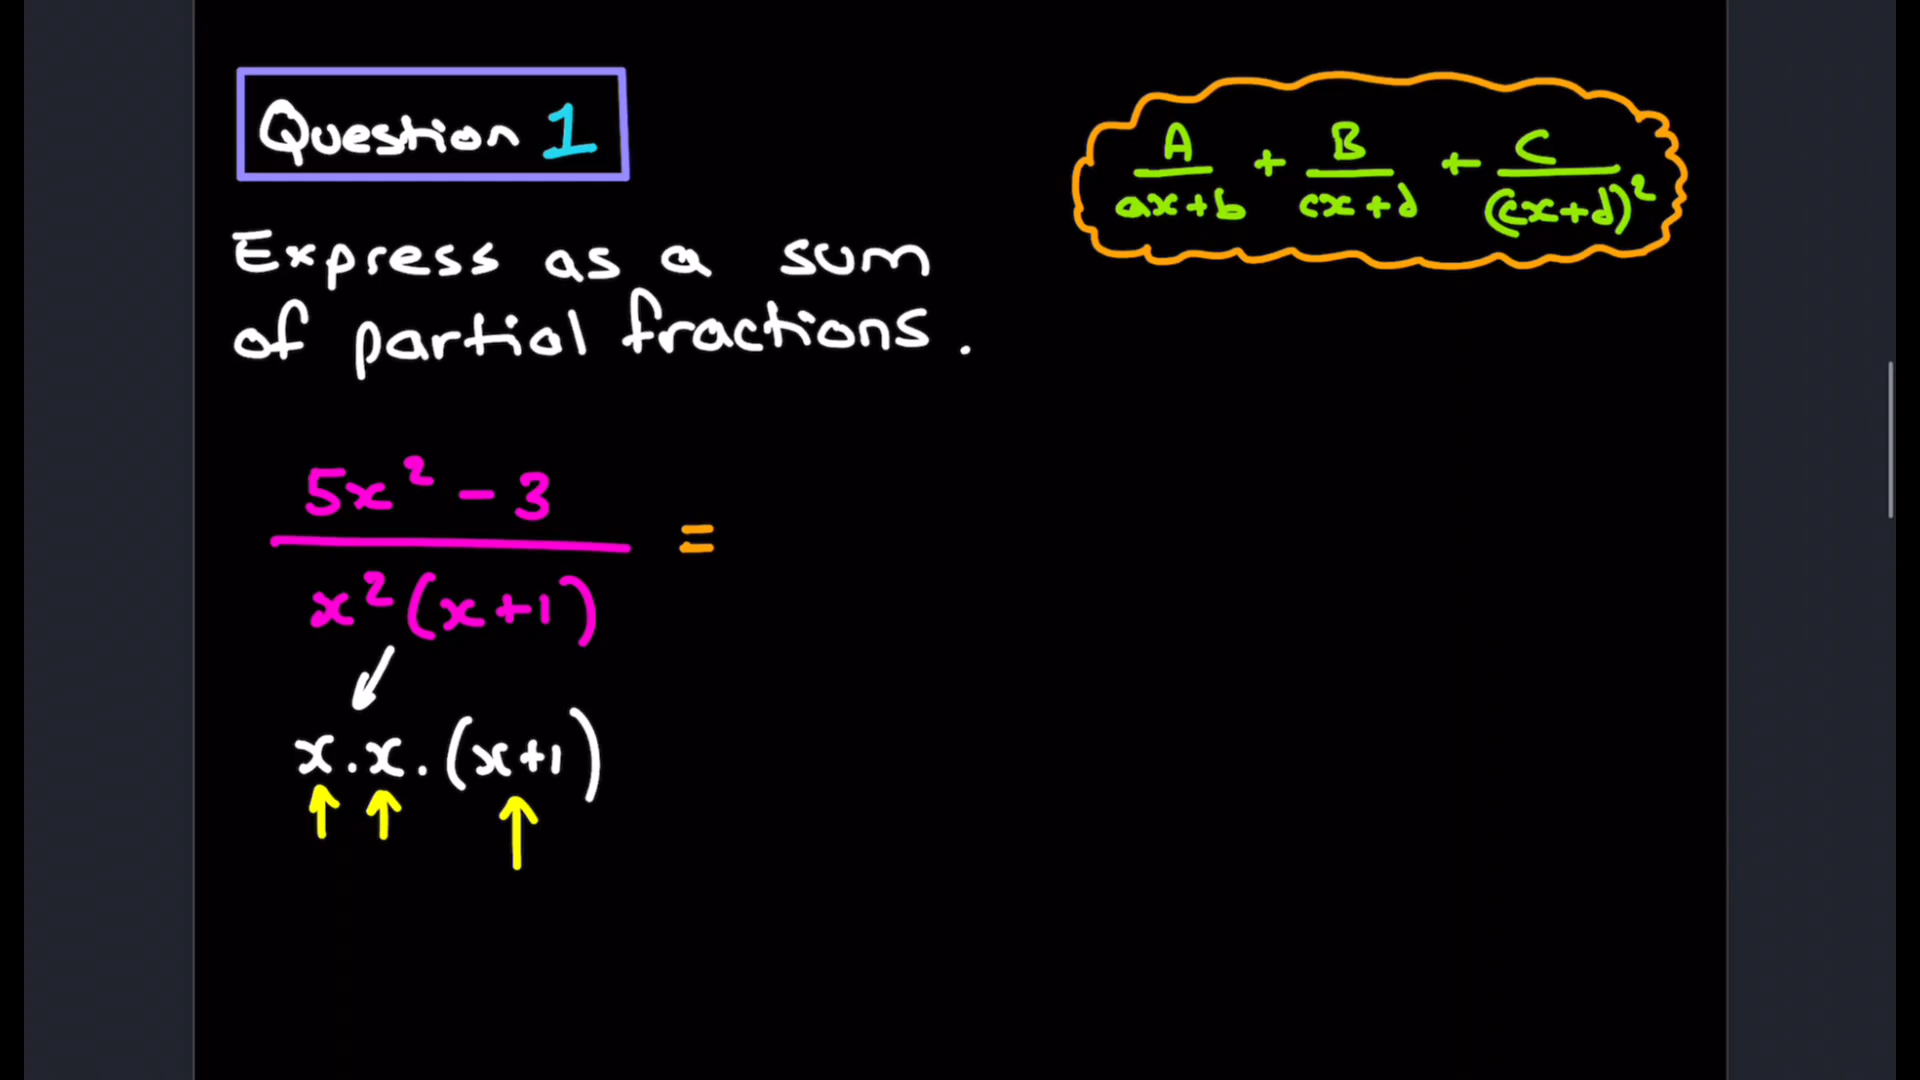 Question 1
A/(ax+b) + B/(cx+d) + C/(cx+d)²
Express as a sum
of partial fractions.
5x² - 3
x²(x+1)
=
x.x.(x+1)